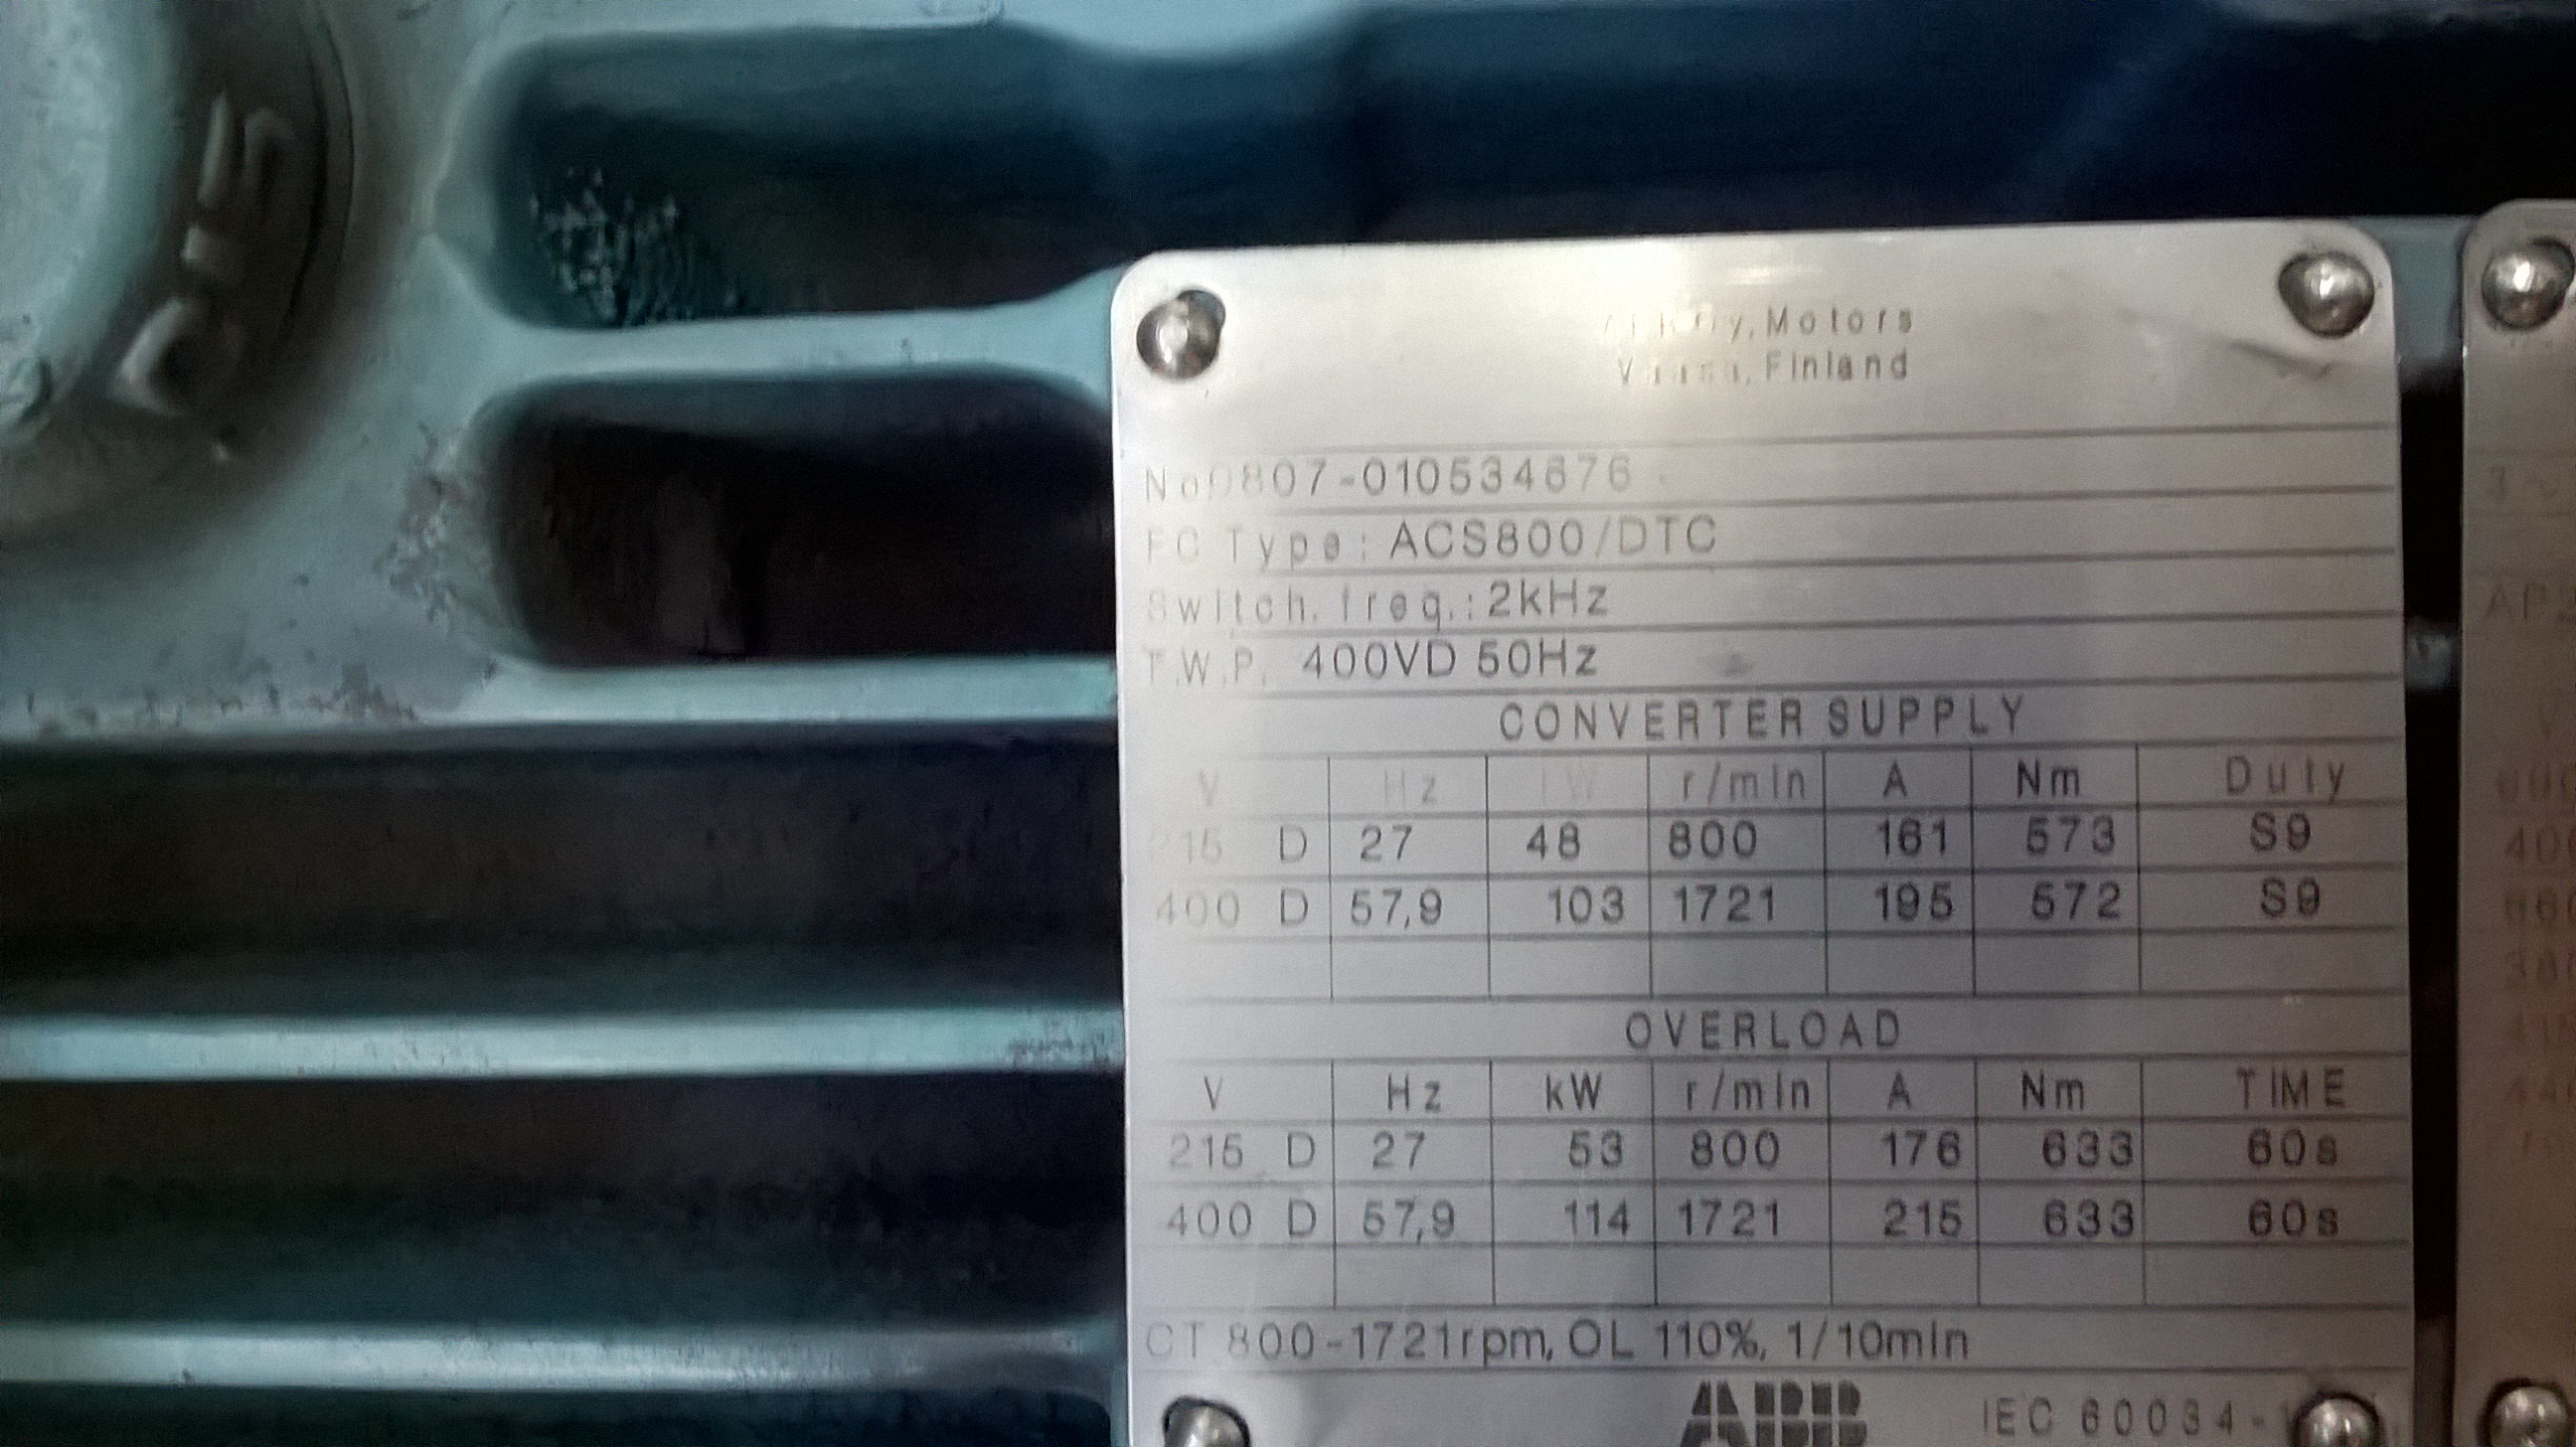 Oy, Motors
Vaasa, Finland
No 0807-010534676
FC Type: ACS800/DTC
Switch. freq.: 2kHz
T.W.P. 400VD 50Hz
CONVERTER SUPPLY
V Hz kW r/min A Nm Duty
215 D 27 48 800 161 573 S9
400 D 57,9 103 1721 195 572 S9
OVERLOAD
V Hz kW r/min A Nm TIME
215 D 27 53 800 176 633 60s
400 D 57,9 114 1721 215 633 60s
CT 800-1721rpm, OL 110%, 1/10min
ABB IEC 60034-